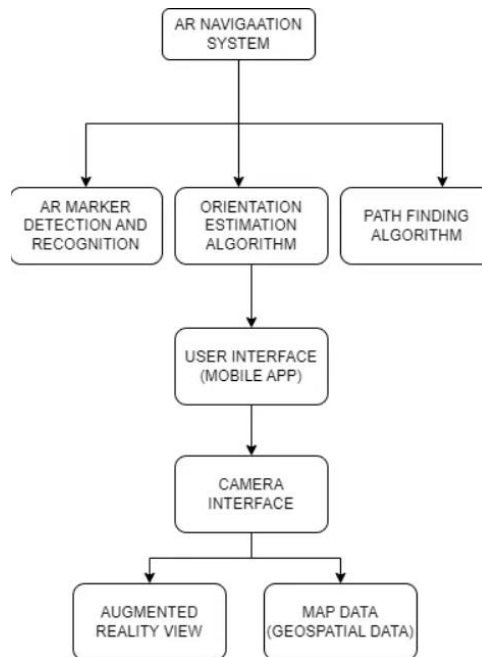 AR NAVIGAATION
SYSTEM
AR MARKER
DETECTION AND
RECOGNITION
ORIENTATION
ESTIMATION
ALGORITHM
PATH FINDING
ALGORITHM
USER INTERFACE
(MOBILE APP)
CAMERA
INTERFACE
AUGMENTED
REALITY VIEW
MAP DATA
(GEOSPATIAL DATA)